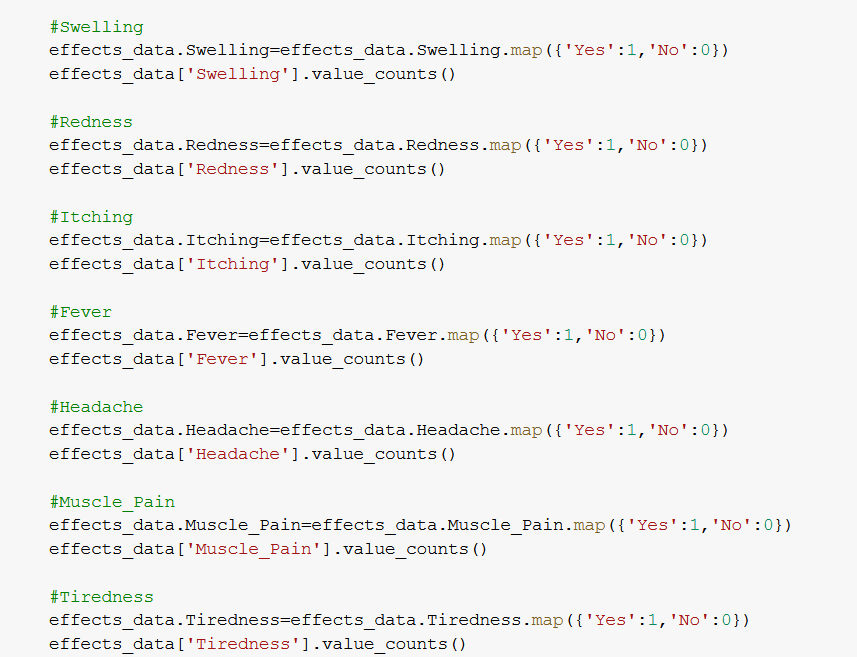 #Swelling
effects_data.Swelling=effects_data.Swelling.map({'Yes':1,'No':0})
effects_data['Swelling'].value_counts()
#Redness
effects_data.Redness=effects_data.Redness.map({'Yes':1,'No':0})
effects_data['Redness'].value_counts()
#Itching
effects_data.Itching=effects_data.Itching.map({'Yes':1,'No':0})
effects_data['Itching'].value_counts()
#Fever
effects_data.Fever=effects_data.Fever.map({'Yes':1,'No':0})
effects_data['Fever'].value_counts()
#Headache
effects_data.Headache=effects_data.Headache.map({'Yes':1,'No':0})
effects_data['Headache'].value_counts()
#Muscle_Pain
effects_data.Muscle_Pain=effects_data.Muscle_Pain.map({'Yes':1,'No':0})
effects_data['Muscle_Pain'].value_counts()
#Tiredness
effects_data.Tiredness=effects_data.Tiredness.map({'Yes':1,'No':0})
effects_data['Tiredness'].value_counts()